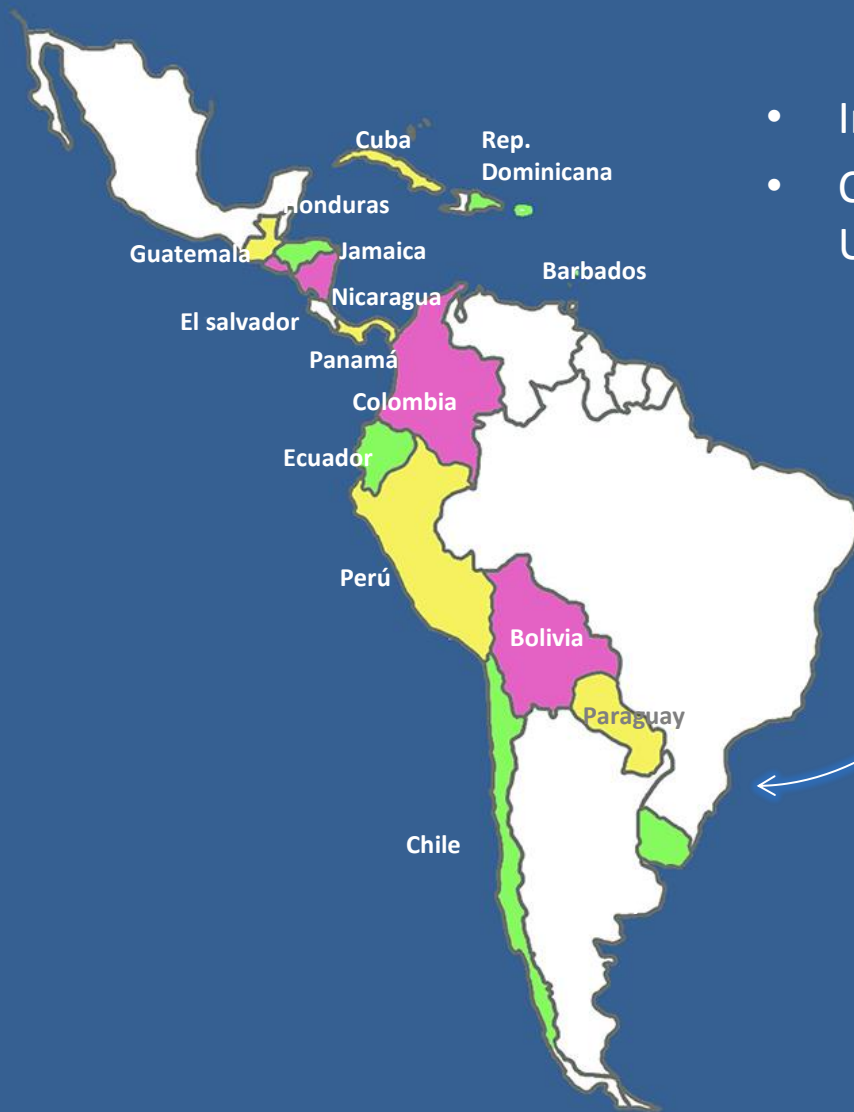 Cuba
Rep.
Dominicana
Honduras
Guatemala
Jamaica
Barbados
Nicaragua
El salvador
Panamá
Colombia
Ecuador
Perú
Bolivia
Paraguay
Chile
•
•